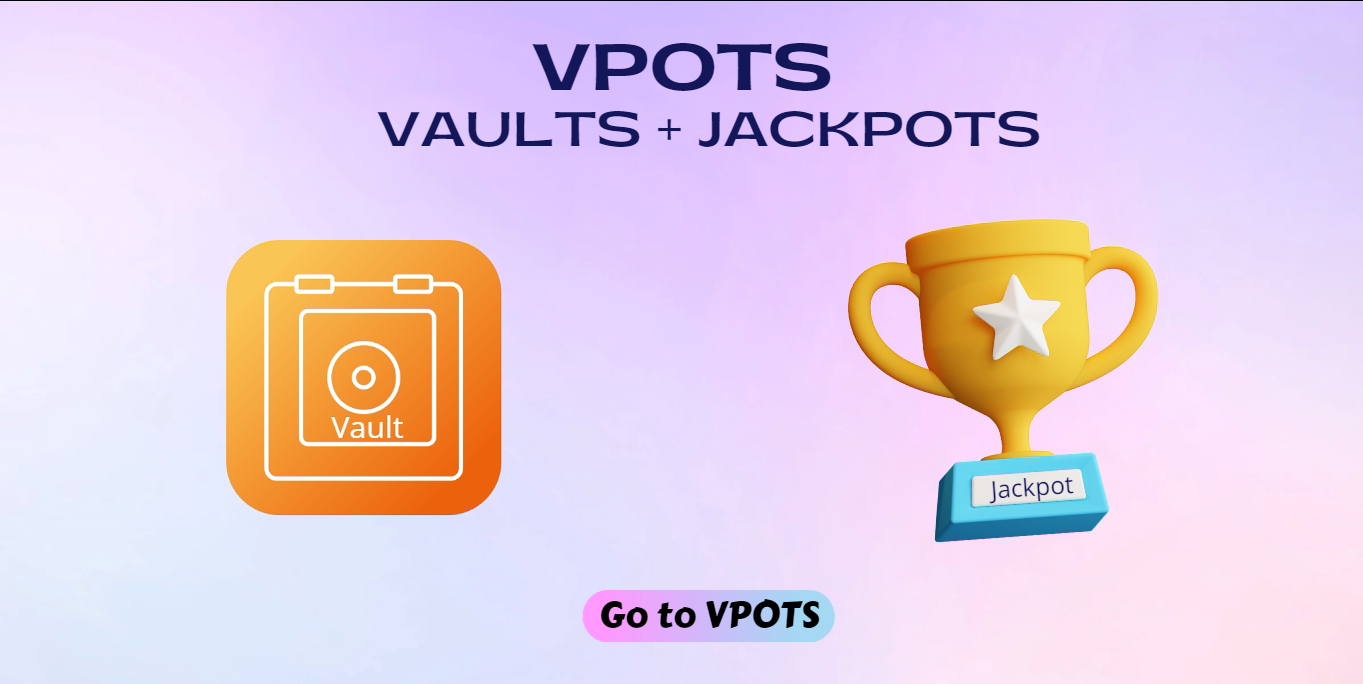 VPOTS
VAULTS + JACKPOTS
Vault
Jackpot
Go to VPOTS